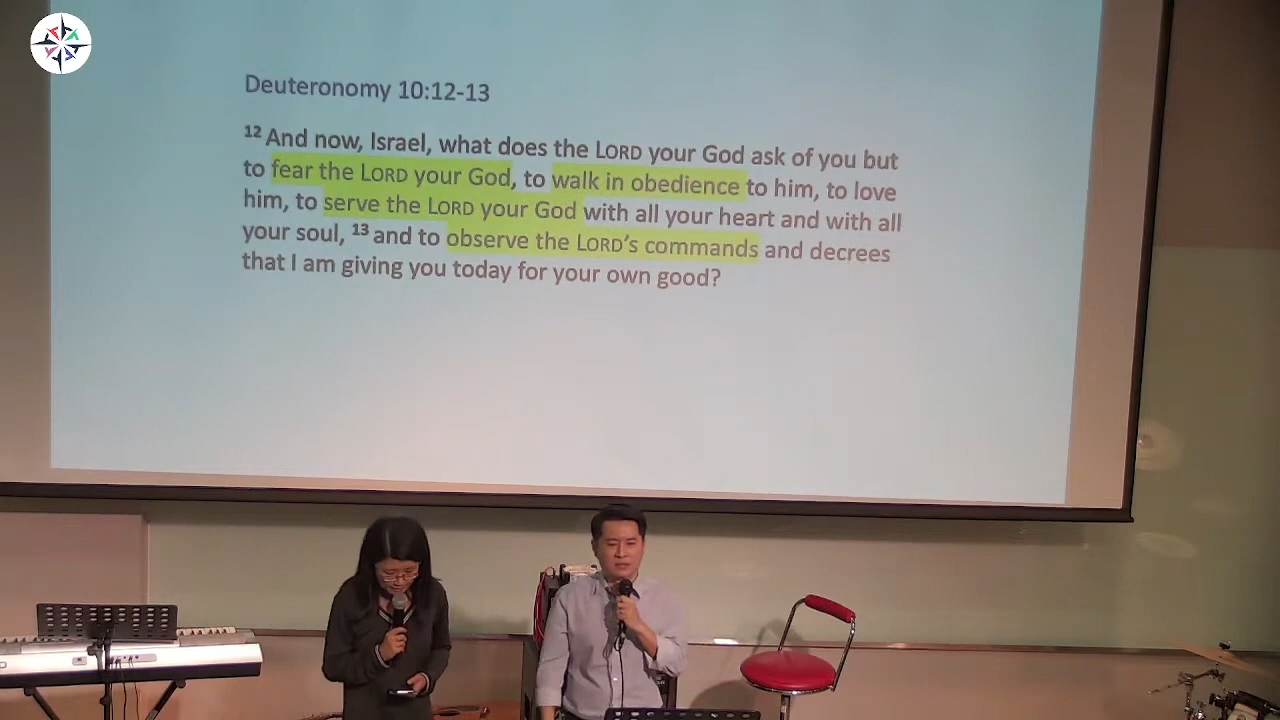 Deuteronomy 10:12-13
¹² And now, Israel, what does the LORD your God ask of you but
to fear the LORD your God, to walk in obedience to him, to love
him, to serve the LORD your God with all your heart and with all
your soul, ¹³ and to observe the LORD’s commands and decrees
that I am giving you today for your own good?